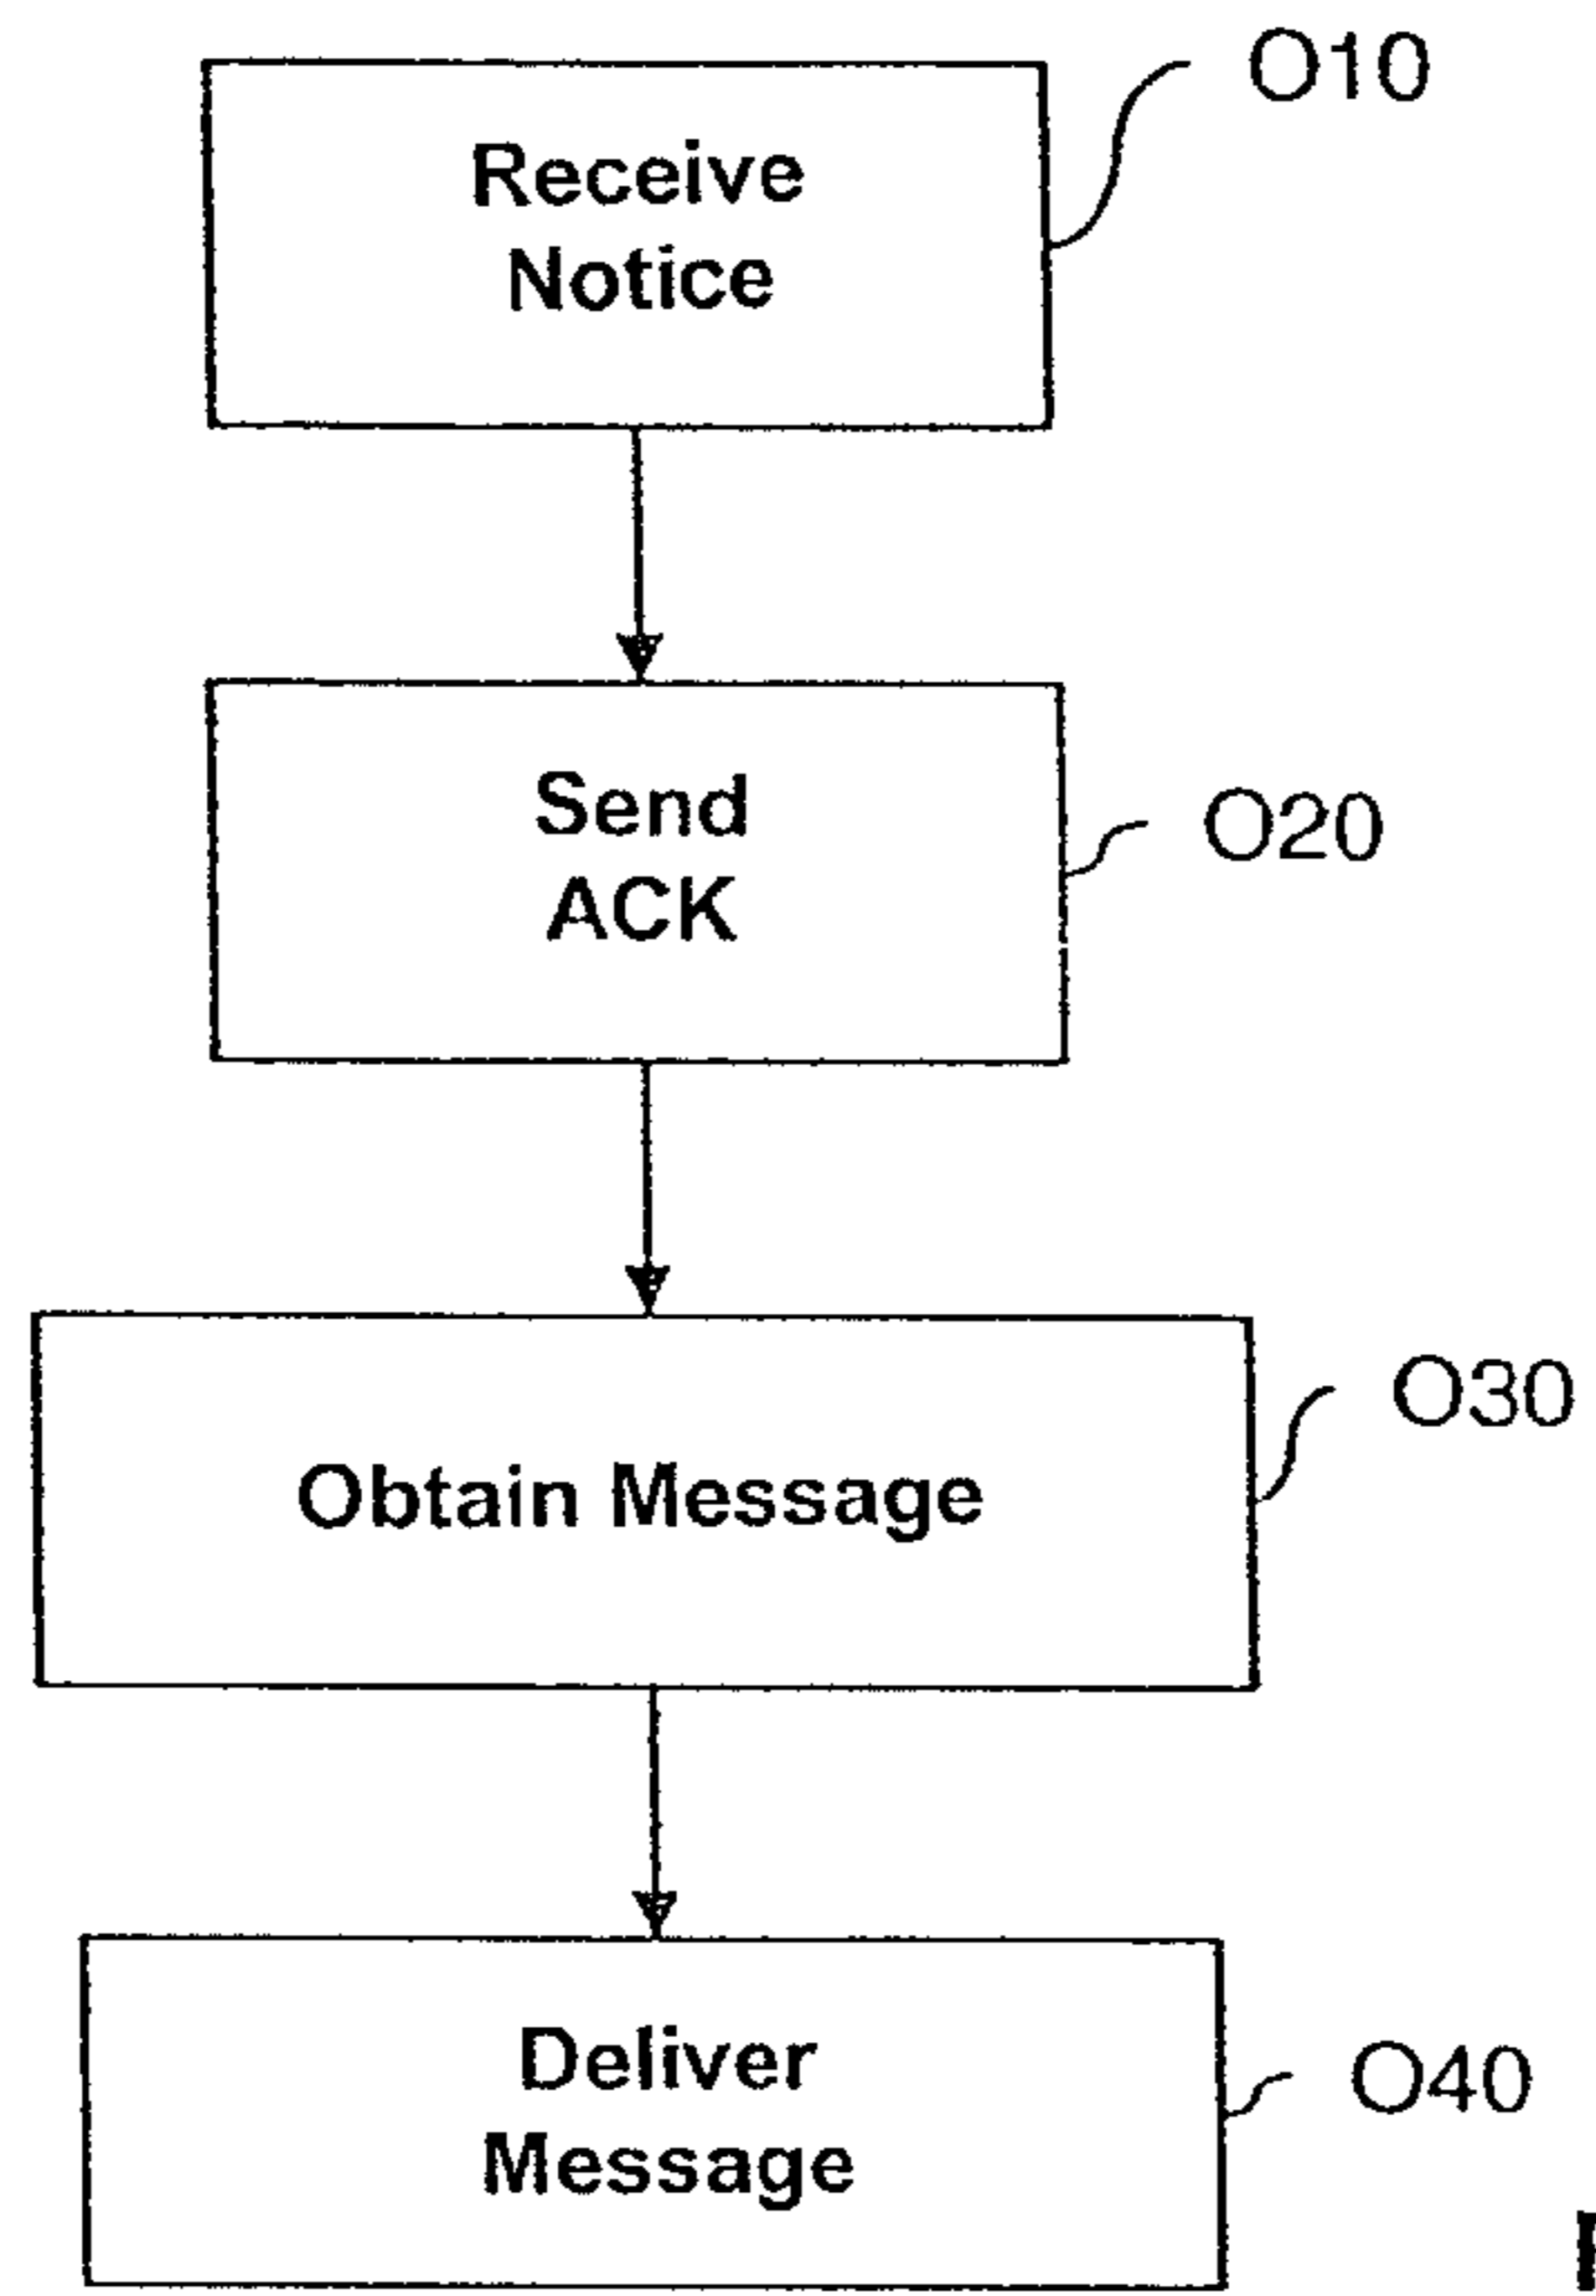 Receive
Notice
O10
Send
ACK
O20
Obtain Message
O30
Deliver
Message
O40